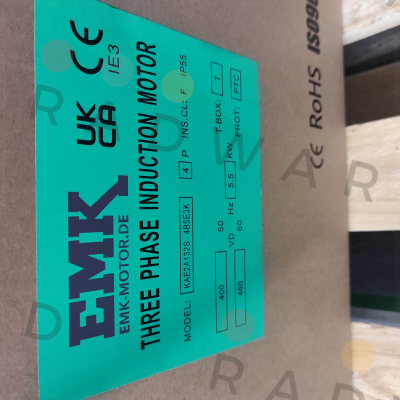 EMK
EMK-MOTOR.DE
UK
CA
CE
IE3
THREE PHASE INDUCTION MOTOR
MODEL: KAE2A132S-4B5E3K 4 P INS.CL: F IP55
400 VD 50 Hz 5.5 KW T-BOX: T
460 60 PROT: PTC
CE RoHS